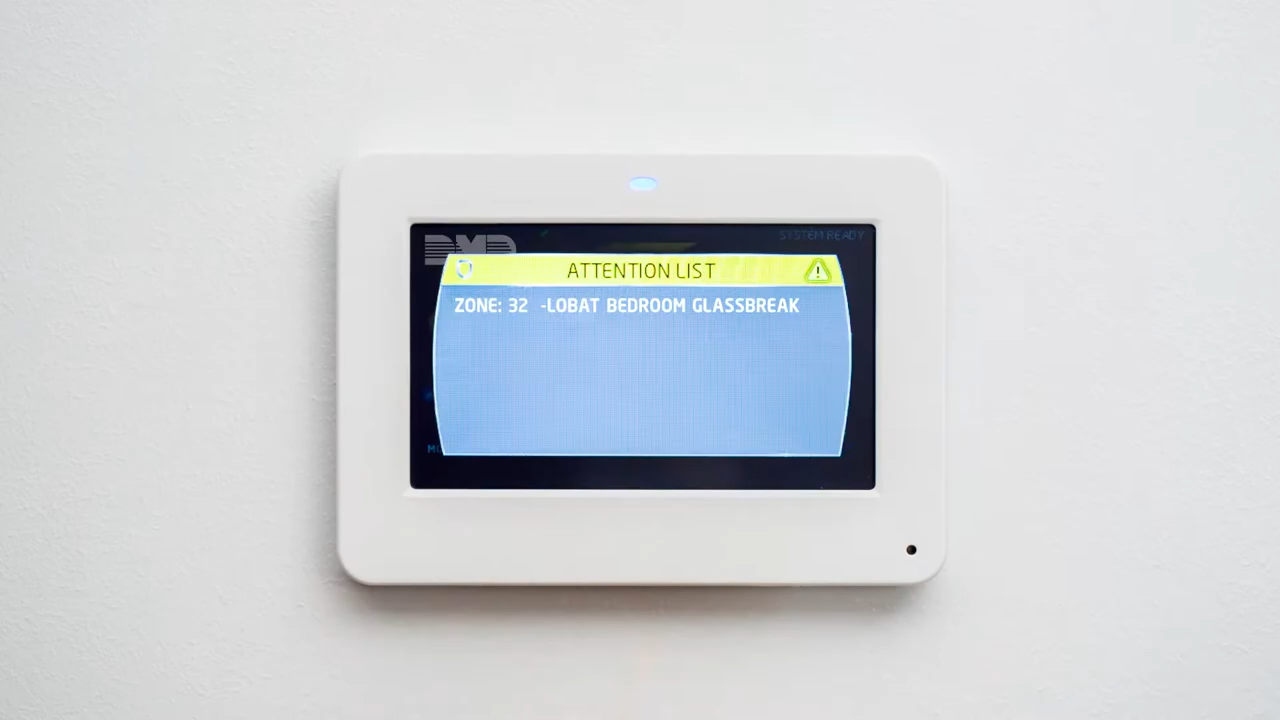 DMP
SYSTEM READY
ATTENTION LIST
ZONE: 32 -LOBAT BEDROOM GLASSBREAK